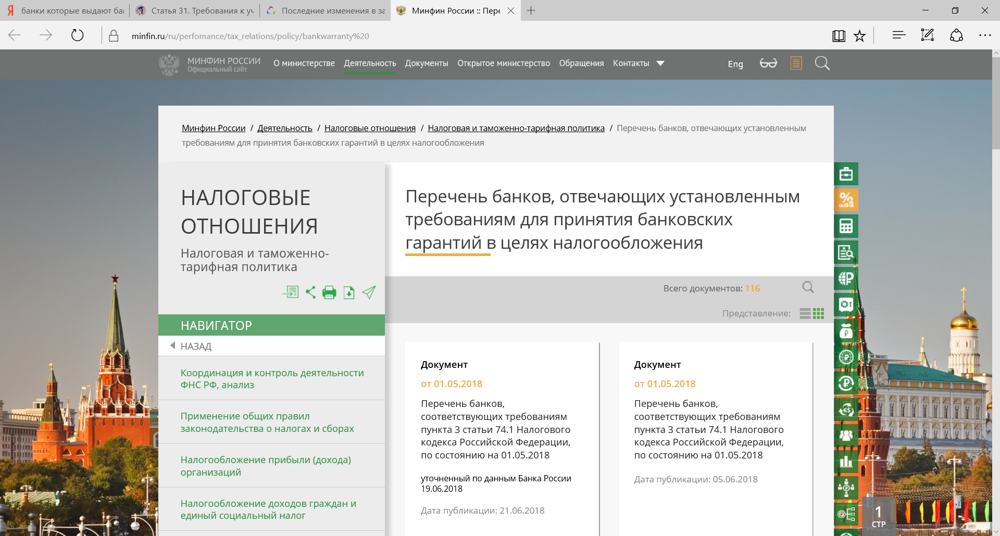 банки которые выдают бан
Статья 31. Требования к уч
Последние изменения в за
Минфин России :: Пере
minfin.ru/ru/perfomance/tax_relations/policy/bankwarranty%20
МИНФИН РОССИИ
Официальный сайт
О министерстве Деятельность Документы Открытое министерство Обращения Контакты
Eng
Минфин России / Деятельность / Налоговые отношения / Налоговая и таможенно-тарифная политика / Перечень банков, отвечающих установленным
требованиям для принятия банковских гарантий в целях налогообложения
НАЛОГОВЫЕ
ОТНОШЕНИЯ
Налоговая и таможенно-
тарифная политика
НАВИГАТОР
НАЗАД
Координация и контроль деятельности
ФНС РФ, анализ
Применение общих правил
законодательства о налогах и сборах
Налогообложение прибыли (дохода)
организаций
Налогообложение доходов граждан и
единый социальный налог
Перечень банков, отвечающих установленным
требованиям для принятия банковских
гарантий в целях налогообложения
Всего документов: 116
Представление:
Документ
от 01.05.2018
Перечень банков,
соответствующих требованиям
пункта 3 статьи 74.1 Налогового
кодекса Российской Федерации,
по состоянию на 01.05.2018
уточненный по данным Банка России
19.06.2018
Дата публикации: 21.06.2018
Документ
от 01.05.2018
Перечень банков,
соответствующих требованиям
пункта 3 статьи 74.1 Налогового
кодекса Российской Федерации,
по состоянию на 01.05.2018
Дата публикации: 05.06.2018
1
СТР